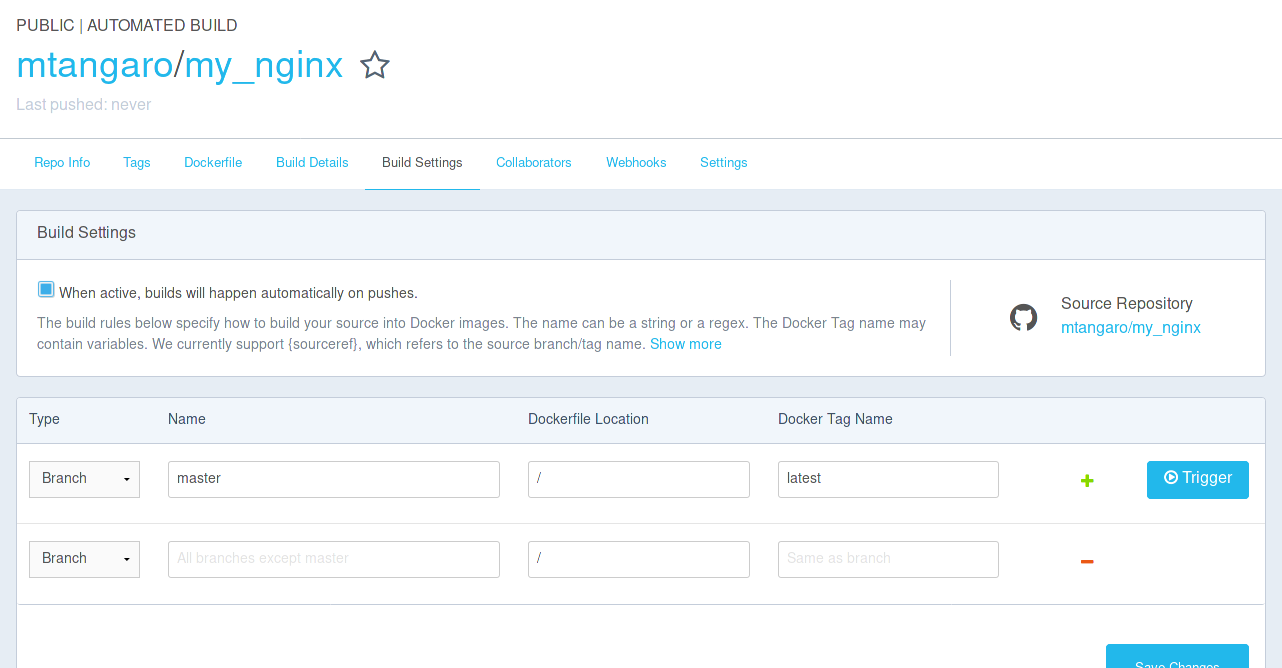 PUBLIC | AUTOMATED BUILD
mtangaro/my_nginx
Last pushed: never
Repo Info Tags Dockerfile Build Details Build Settings Collaborators Webhooks Settings
Build Settings
When active, builds will happen automatically on pushes.
The build rules below specify how to build your source into Docker images. The name can be a string or a regex. The Docker Tag name may
contain variables. We currently support {sourceref}, which refers to the source branch/tag name. Show more
Source Repository
mtangaro/my_nginx
Type Name Dockerfile Location Docker Tag Name
Branch master / latest Trigger
Branch All branches except master / Same as branch
Save Changes